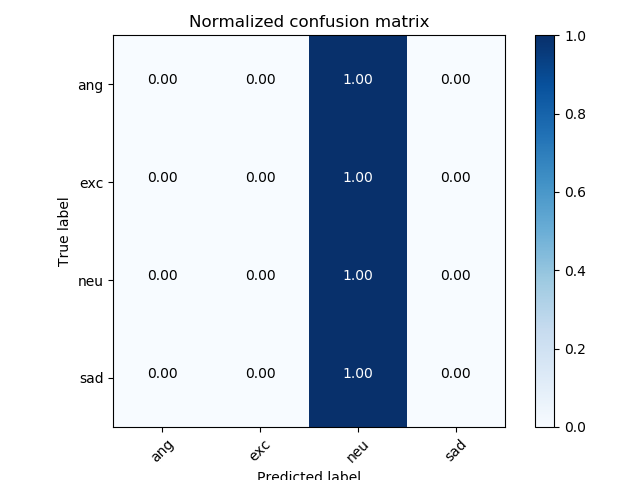 Normalized confusion matrix
True label
ang 0.00 0.00 1.00 0.00
exc 0.00 0.00 1.00 0.00
neu 0.00 0.00 1.00 0.00
sad 0.00 0.00 1.00 0.00
ang exc neu sad
Predicted label
1.0
0.8
0.6
0.4
0.2
0.0